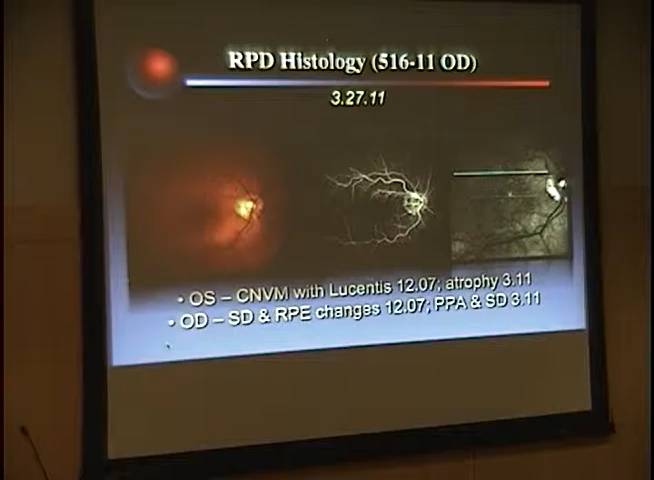 RPD Histology (516-11 OD)
3.27.11
• OS – CNVM with Lucentis 12.07; atrophy 3.11
• OD – SD & RPE changes 12.07; PPA & SD 3.11